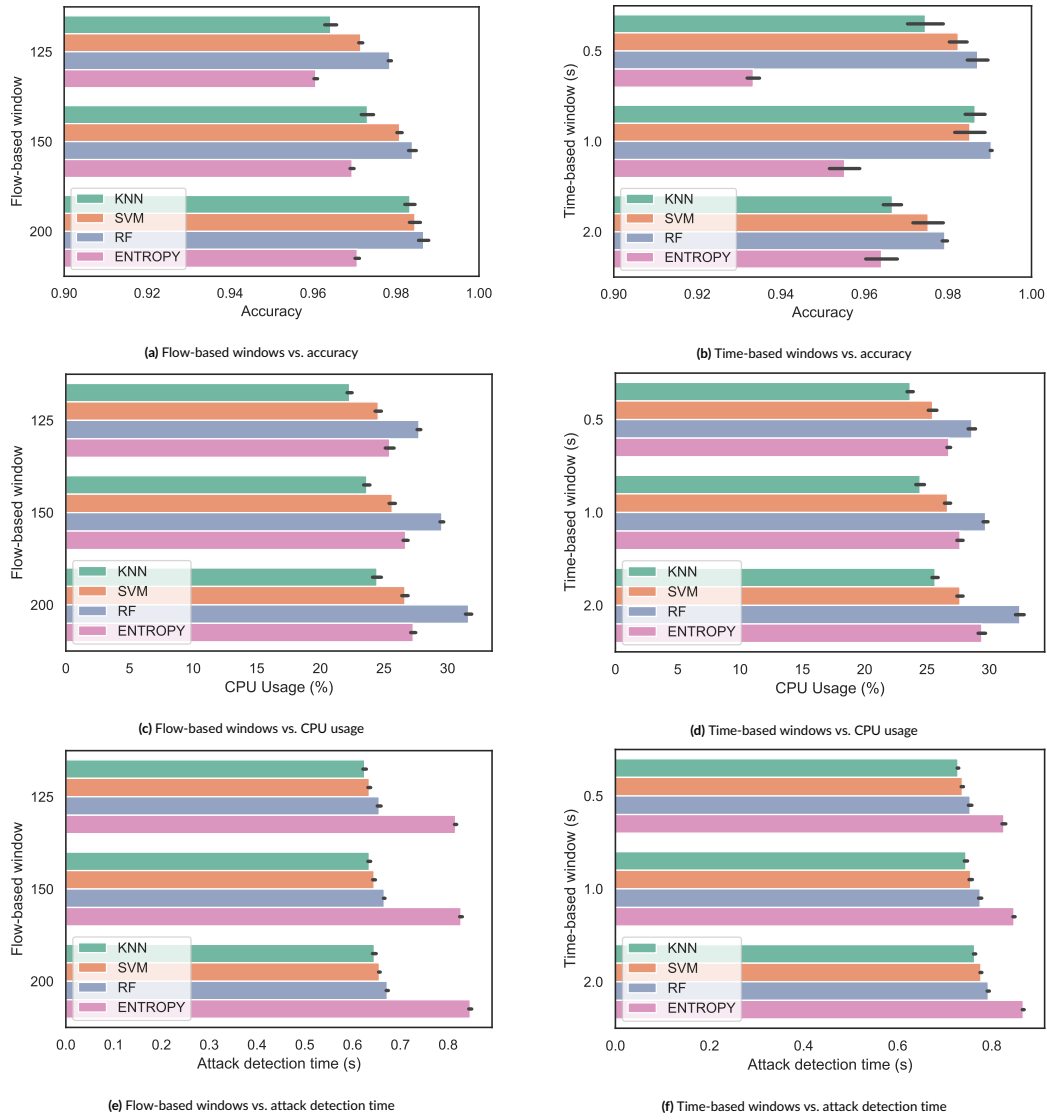 Flow-based window
125
150
200
KNN
SVM
RF
ENTROPY
0.90 0.92 0.94 0.96 0.98 1.00
Accuracy
(a) Flow-based windows vs. accuracy
Time-based window (s)
0.5
1.0
2.0
KNN
SVM
RF
ENTROPY
0.90 0.92 0.94 0.96 0.98 1.00
Accuracy
(b) Time-based windows vs. accuracy
Flow-based window
125
150
200
KNN
SVM
RF
ENTROPY
0 5 10 15 20 25 30
CPU Usage (%)
(c) Flow-based windows vs. CPU usage
Time-based window (s)
0.5
1.0
2.0
KNN
SVM
RF
ENTROPY
0 5 10 15 20 25 30
CPU Usage (%)
(d) Time-based windows vs. CPU usage
Flow-based window
125
150
200
KNN
SVM
RF
ENTROPY
0.0 0.1 0.2 0.3 0.4 0.5 0.6 0.7 0.8
Attack detection time (s)
(e) Flow-based windows vs. attack detection time
Time-based window (s)
0.5
1.0
2.0
KNN
SVM
RF
ENTROPY
0.0 0.2 0.4 0.6 0.8
Attack detection time (s)
(f) Time-based windows vs. attack detection time